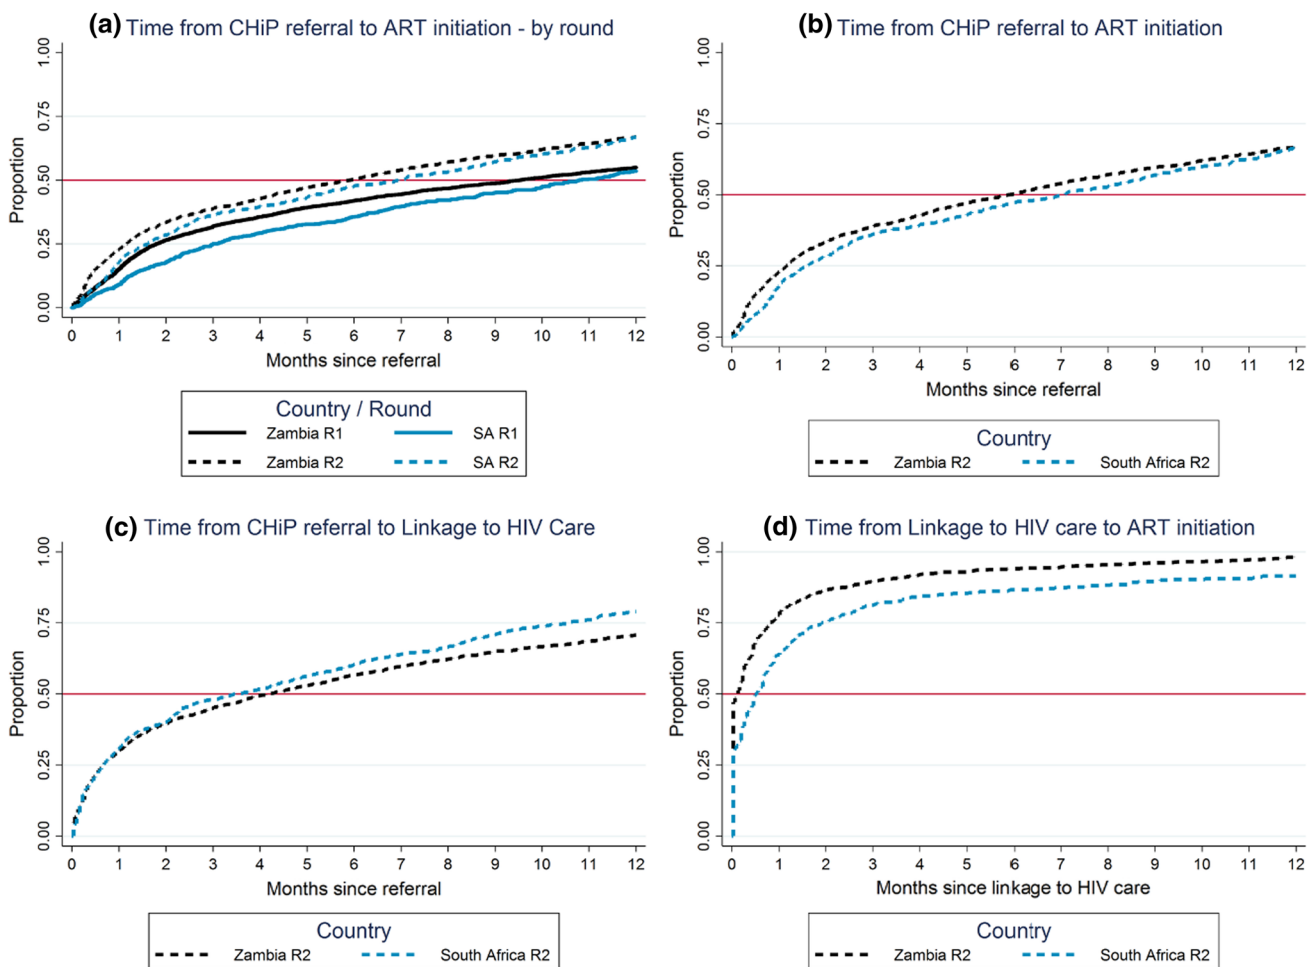 (a) Time from CHiP referral to ART initiation - by round
Proportion
0.00 0.25 0.50 0.75 1.00
0 1 2 3 4 5 6 7 8 9 10 11 12
Months since referral
Country / Round
Zambia R1 SA R1
Zambia R2 SA R2
(b) Time from CHiP referral to ART initiation
Proportion
0.00 0.25 0.50 0.75 1.00
0 1 2 3 4 5 6 7 8 9 10 11 12
Months since referral
Country
Zambia R2 South Africa R2
(c) Time from CHiP referral to Linkage to HIV Care
Proportion
0.00 0.25 0.50 0.75 1.00
0 1 2 3 4 5 6 7 8 9 10 11 12
Months since referral
Country
Zambia R2 South Africa R2
(d) Time from Linkage to HIV care to ART initiation
Proportion
0.00 0.25 0.50 0.75 1.00
0 1 2 3 4 5 6 7 8 9 10 11 12
Months since linkage to HIV care
Country
Zambia R2 South Africa R2